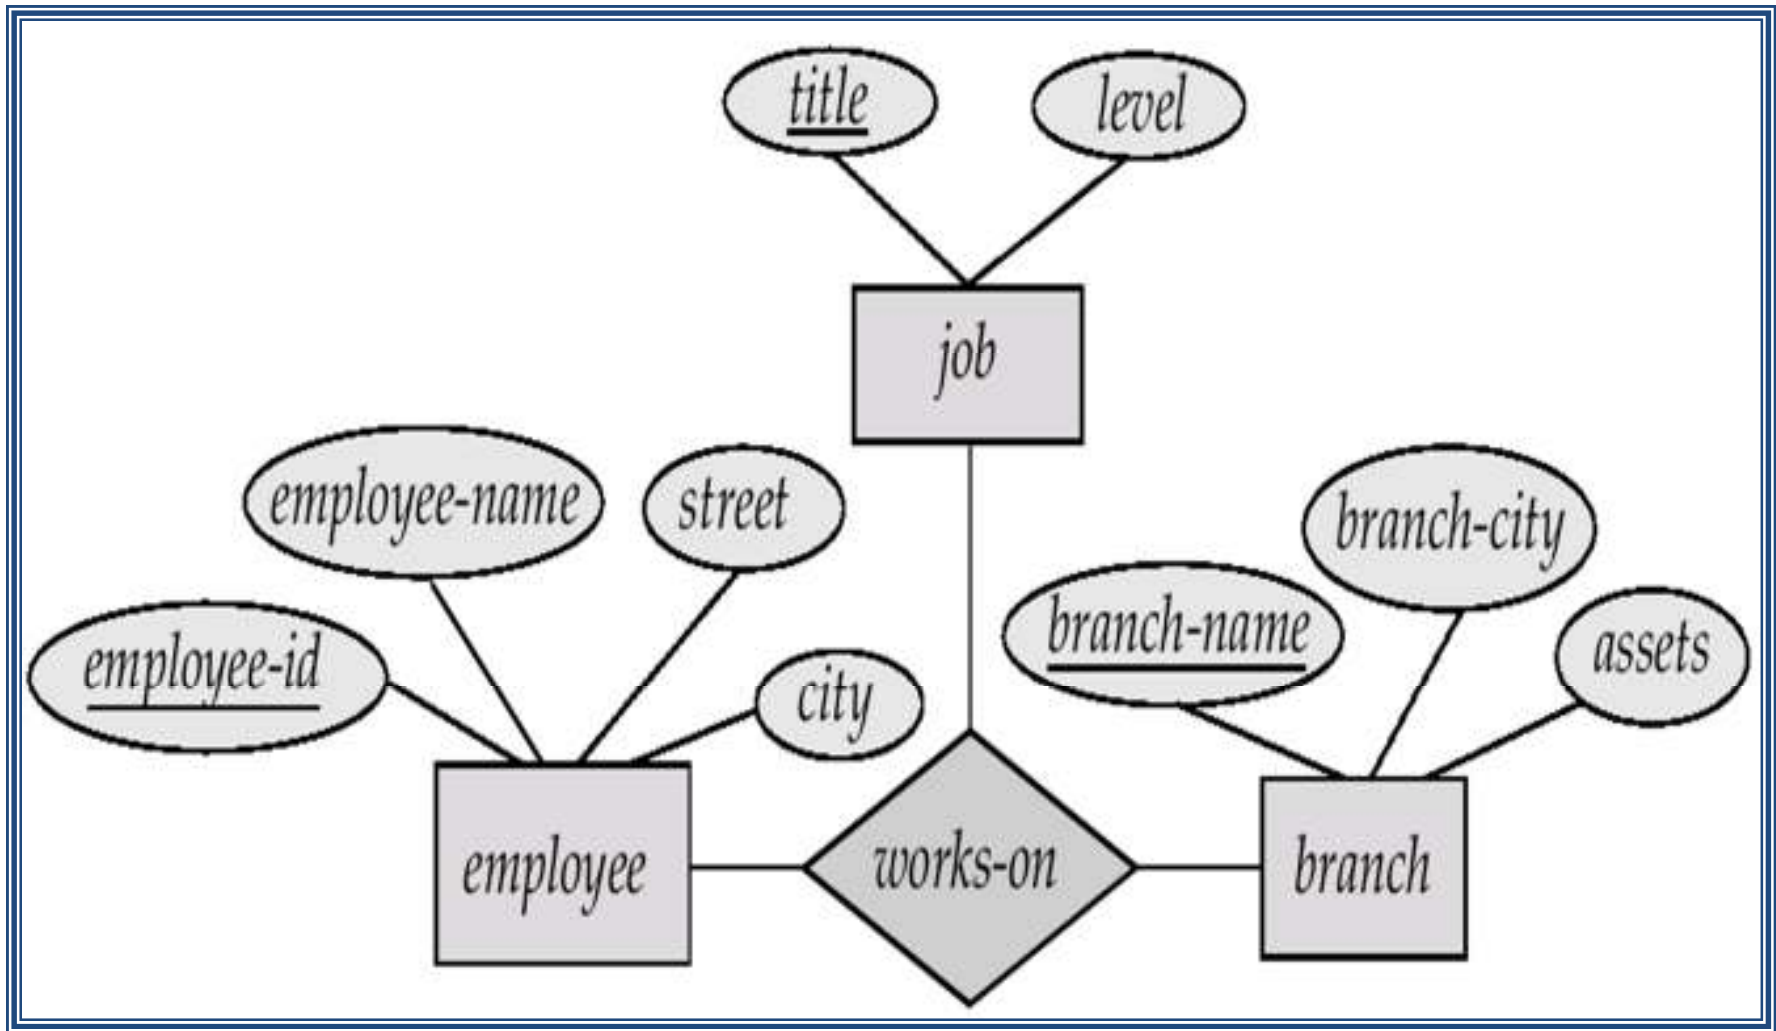 title
level
job
employee-name
street
branch-city
employee-id
city
branch-name
assets
employee
works-on
branch